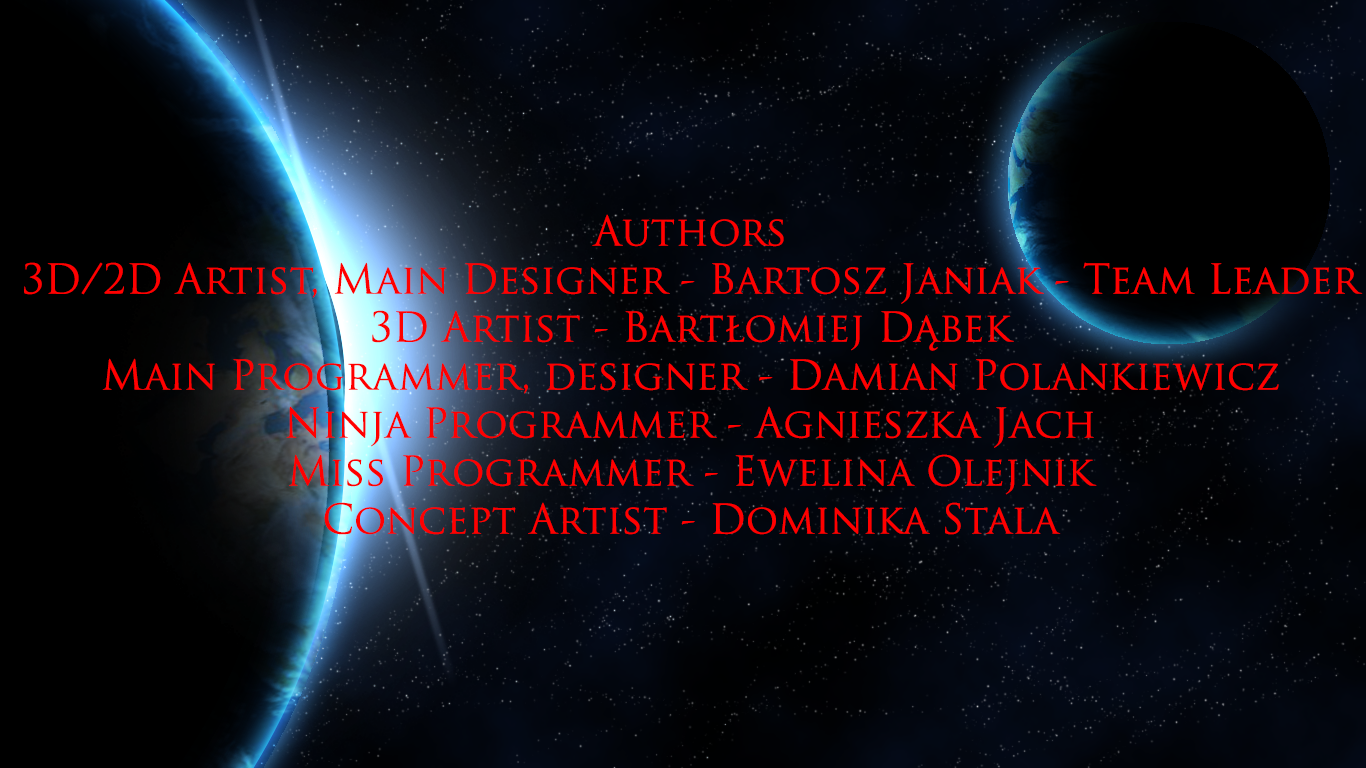 Authors
3D/2D Artist, Main Designer - Bartosz Janiak - Team Leader
3D Artist - Bartłomiej Dąbek
Main Programmer, designer - Damian Polankiewicz
Ninja Programmer - Agnieszka Jach
Miss Programmer - Ewelina Olejnik
Concept Artist - Dominika Stala